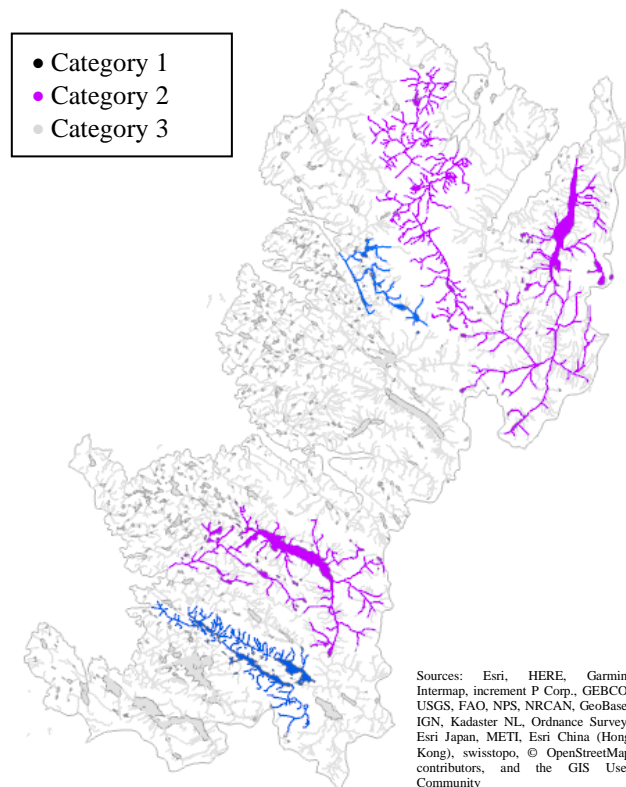 ● Category 1
● Category 2
● Category 3
Sources: Esri, HERE, Garmin
Intermap, increment P Corp., GEBCO
USGS, FAO, NPS, NRCAN, GeoBase
IGN, Kadaster NL, Ordnance Survey
Esri Japan, METI, Esri China (Hong
Kong), swisstopo, © OpenStreetMap
contributors, and the GIS Use
Community